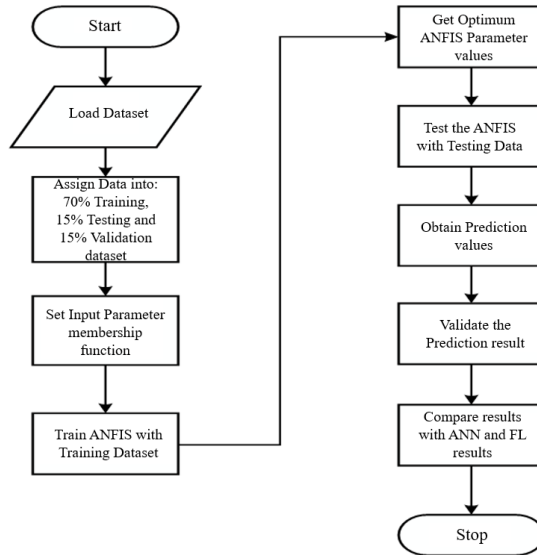 Start
Load Dataset
Assign Data into:
70% Training,
15% Testing and
15% Validation
dataset
Set Input Parameter
membership
function
Train ANFIS with
Training Dataset
Get Optimum
ANFIS Parameter
values
Test the ANFIS
with Testing Data
Obtain Prediction
values
Validate the
Prediction result
Compare results
with ANN and FL
results
Stop